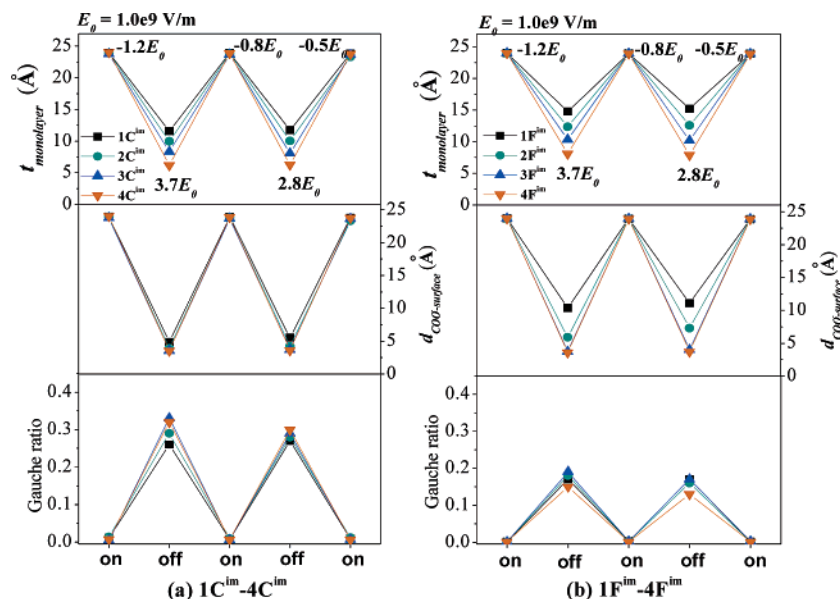 E₀ = 1.0e9 V/m
-1.2E₀
-0.8E₀
-0.5E₀
25
20
15
10
5
0
t monolayer (Å)
1Cⁱᵐ
2Cⁱᵐ
3Cⁱᵐ
4Cⁱᵐ
3.7E₀
2.8E₀
25
20
15
10
5
0
d COO-surface (Å)
0.4
0.3
0.2
0.1
0.0
Gauche ratio
on off on off on
(a) 1Cⁱᵐ-4Cⁱᵐ
E₀ = 1.0e9 V/m
-1.2E₀
-0.8E₀
-0.5E₀
25
20
15
10
5
0
t monolayer (Å)
1Fⁱᵐ
2Fⁱᵐ
3Fⁱᵐ
4Fⁱᵐ
3.7E₀
2.8E₀
25
20
15
10
5
0
d COO-surface (Å)
0.4
0.3
0.2
0.1
0.0
Gauche ratio
on off on off on
(b) 1Fⁱᵐ-4Fⁱᵐ